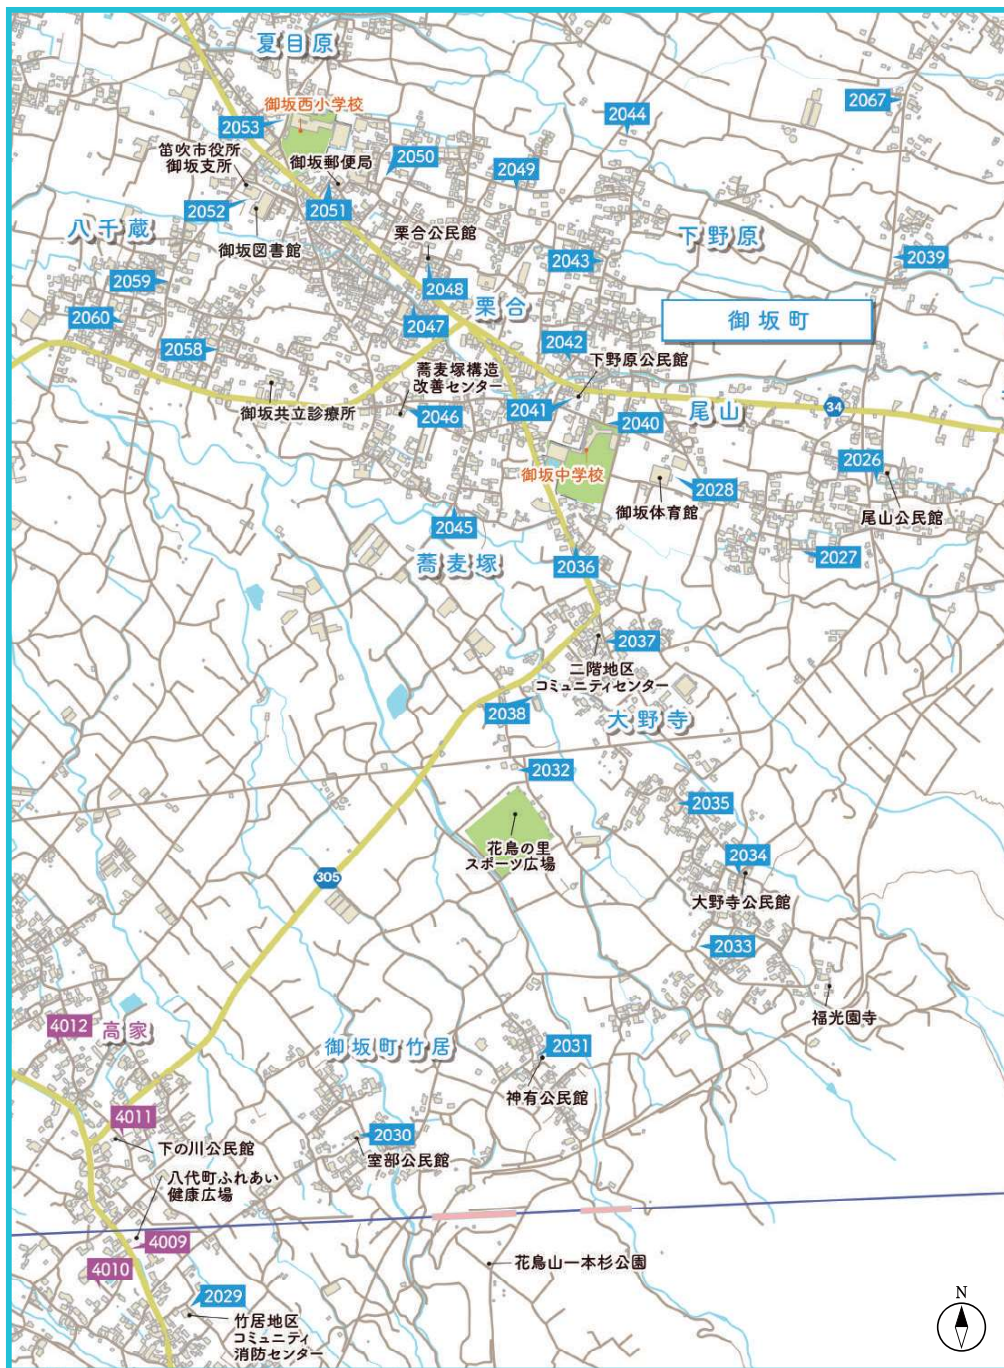 夏目原
御坂西小学校
2067
2044
2053
笛吹市役所
御坂支所
御坂郵便局
2050
2049
2052
2051
八千蔵
御坂図書館
栗合公民館
下野原
2039
2043
2059
2048
栗合
御坂町
2060
2047
2058
2042
下野原公民館
蕎麦塚構造
改善センター
御坂共立診療所
2046
2041
尾山
34
2040
御坂中学校
2026
2028
御坂体育館
尾山公民館
2045
2027
蕎麦塚
2036
2037
二階地区
コミュニティセンター
2038
大野寺
2032
2035
花鳥の里
スポーツ広場
2034
305
大野寺公民館
2033
福光園寺
4012
高家
御坂町竹居
2031
神有公民館
4011
下の川公民館
2030
室部公民館
八代町ふれあい
健康広場
4009
4010
花鳥山一本杉公園
2029
竹居地区
コミュニティ
消防センター
N